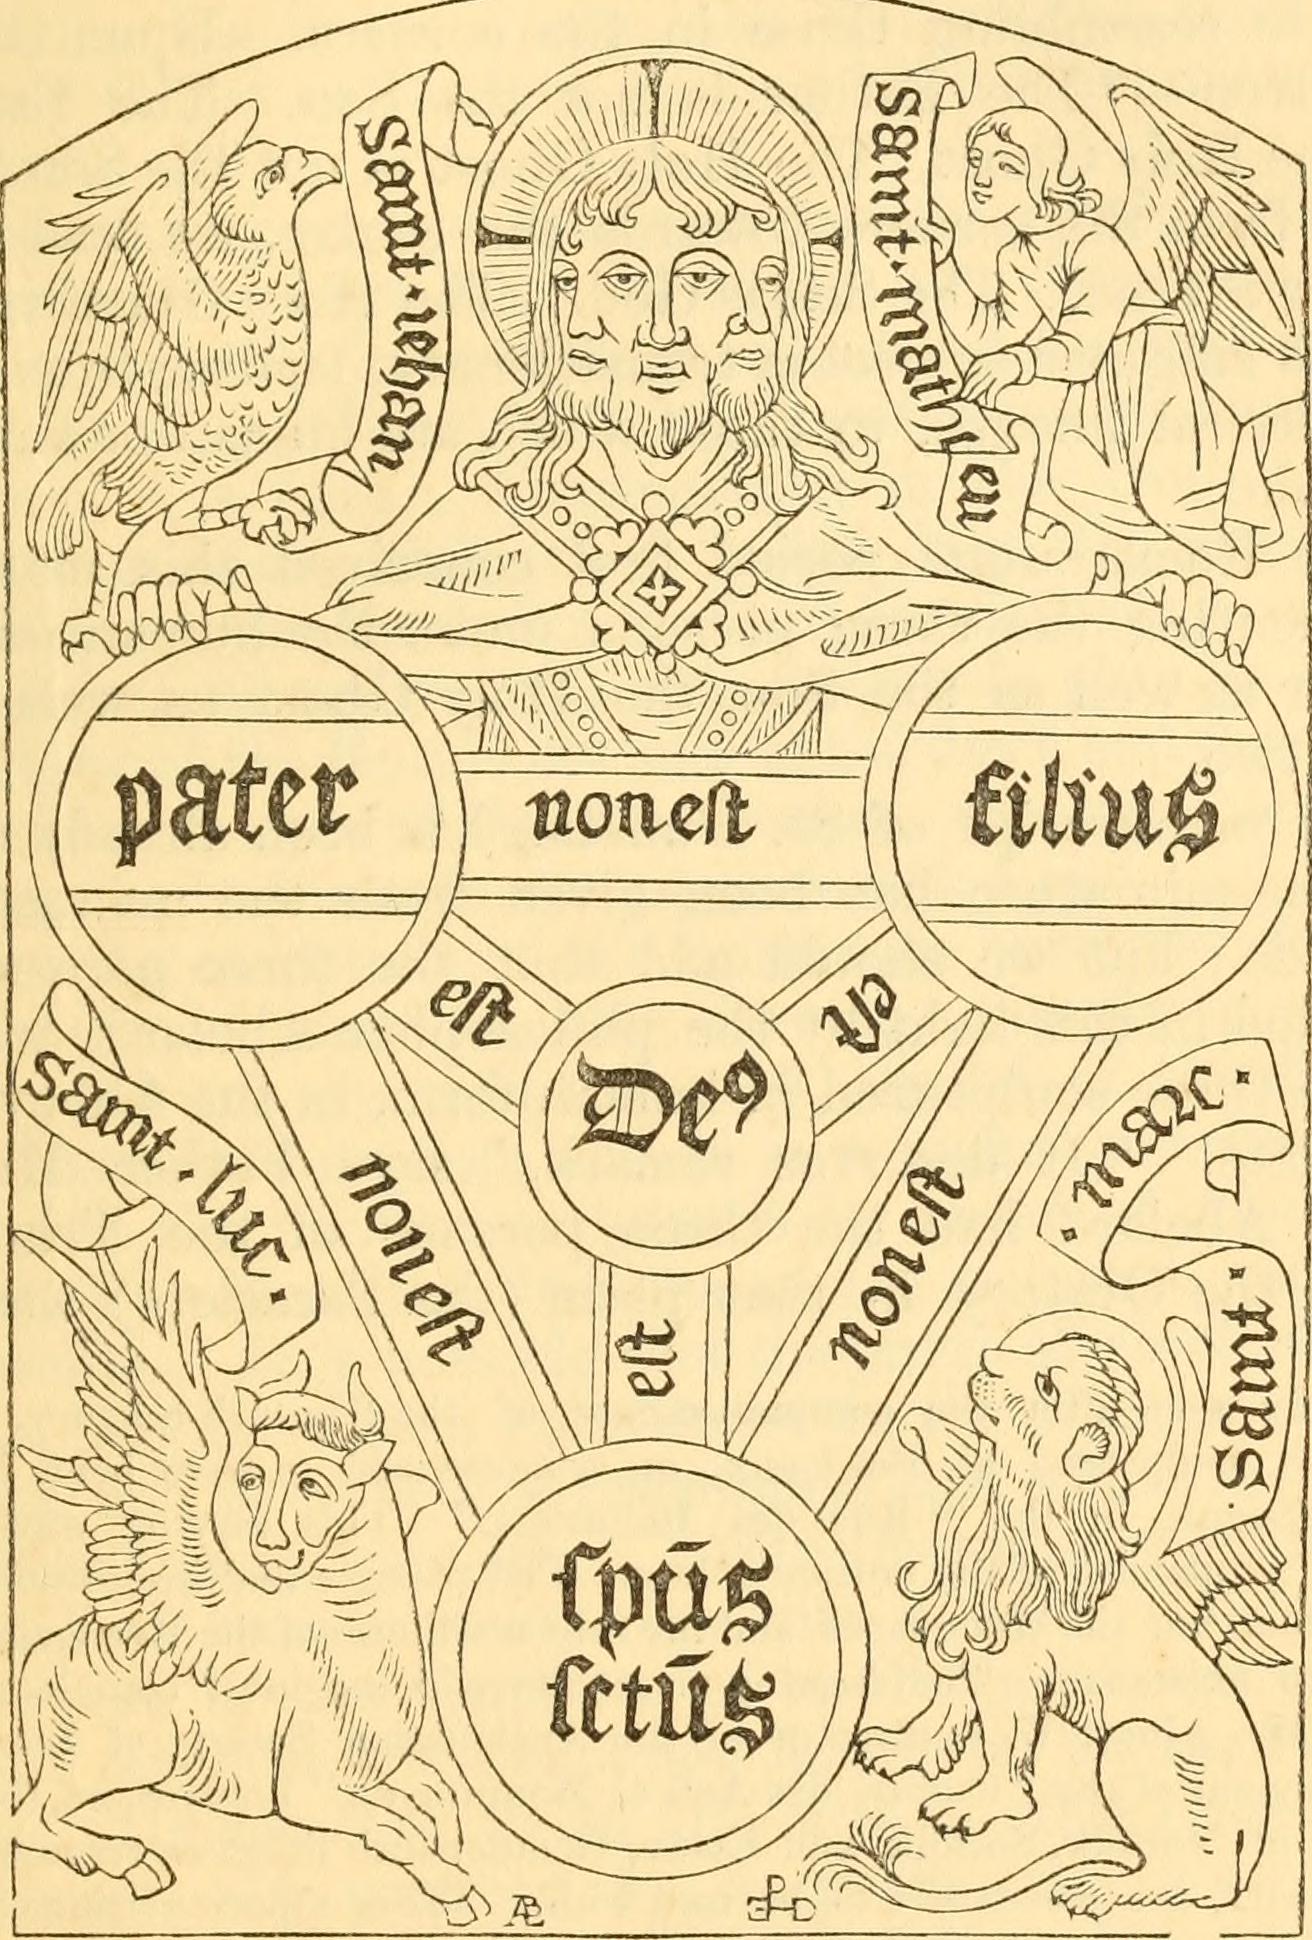 saint · iehan
saint · mathieu
pater
non est
filius
est
est
Deꝯ
saint · luc ·
· marc ·
· saint ·
non est
non est
est
ſpūs
ſctūs